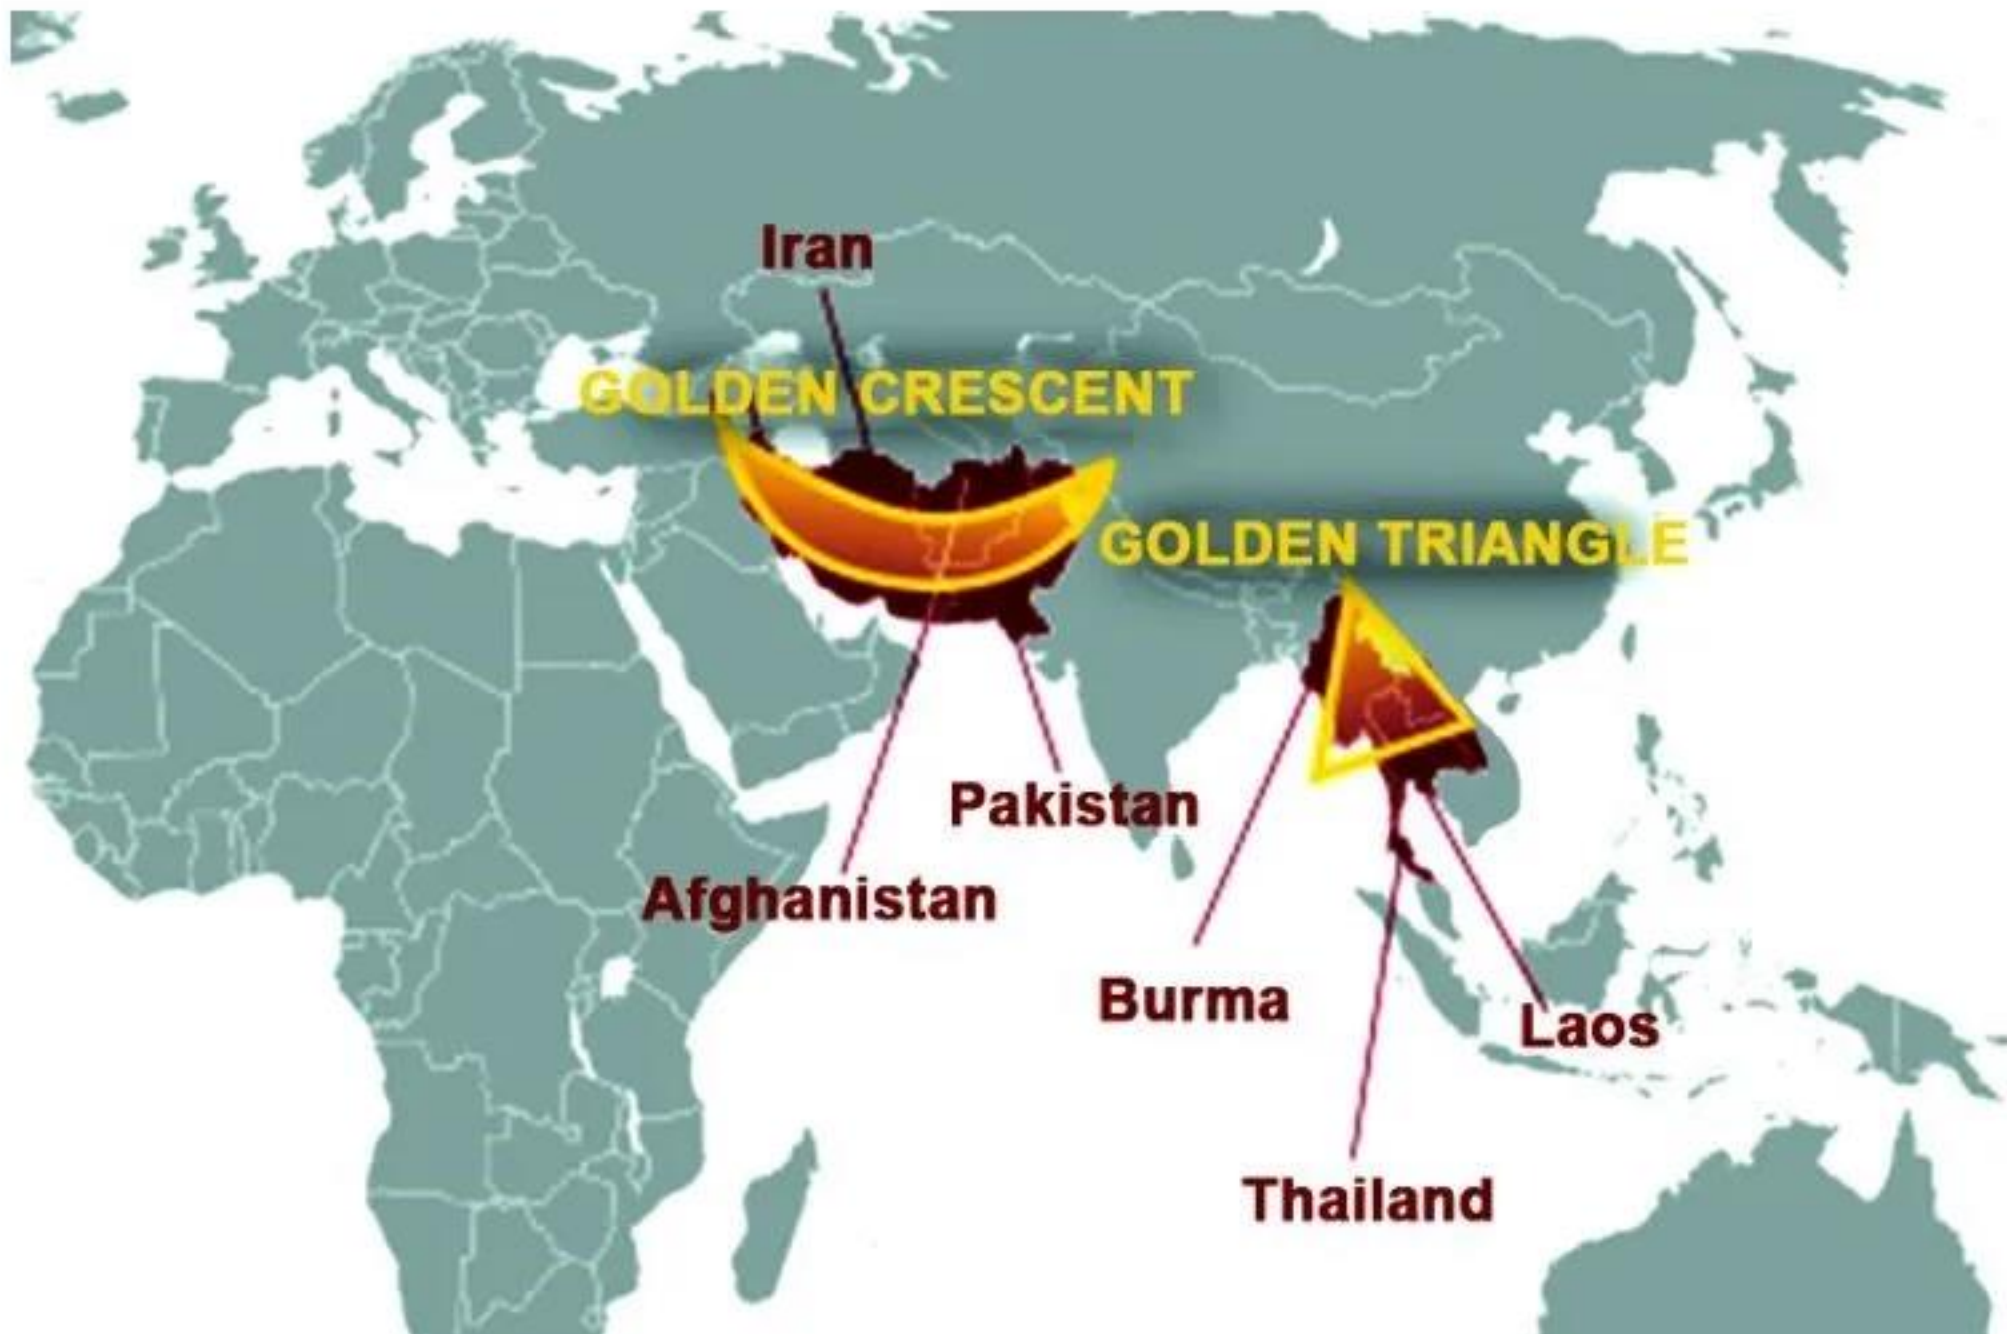 Iran
GOLDEN CRESCENT
GOLDEN TRIANGLE
Pakistan
Afghanistan
Burma
Laos
Thailand